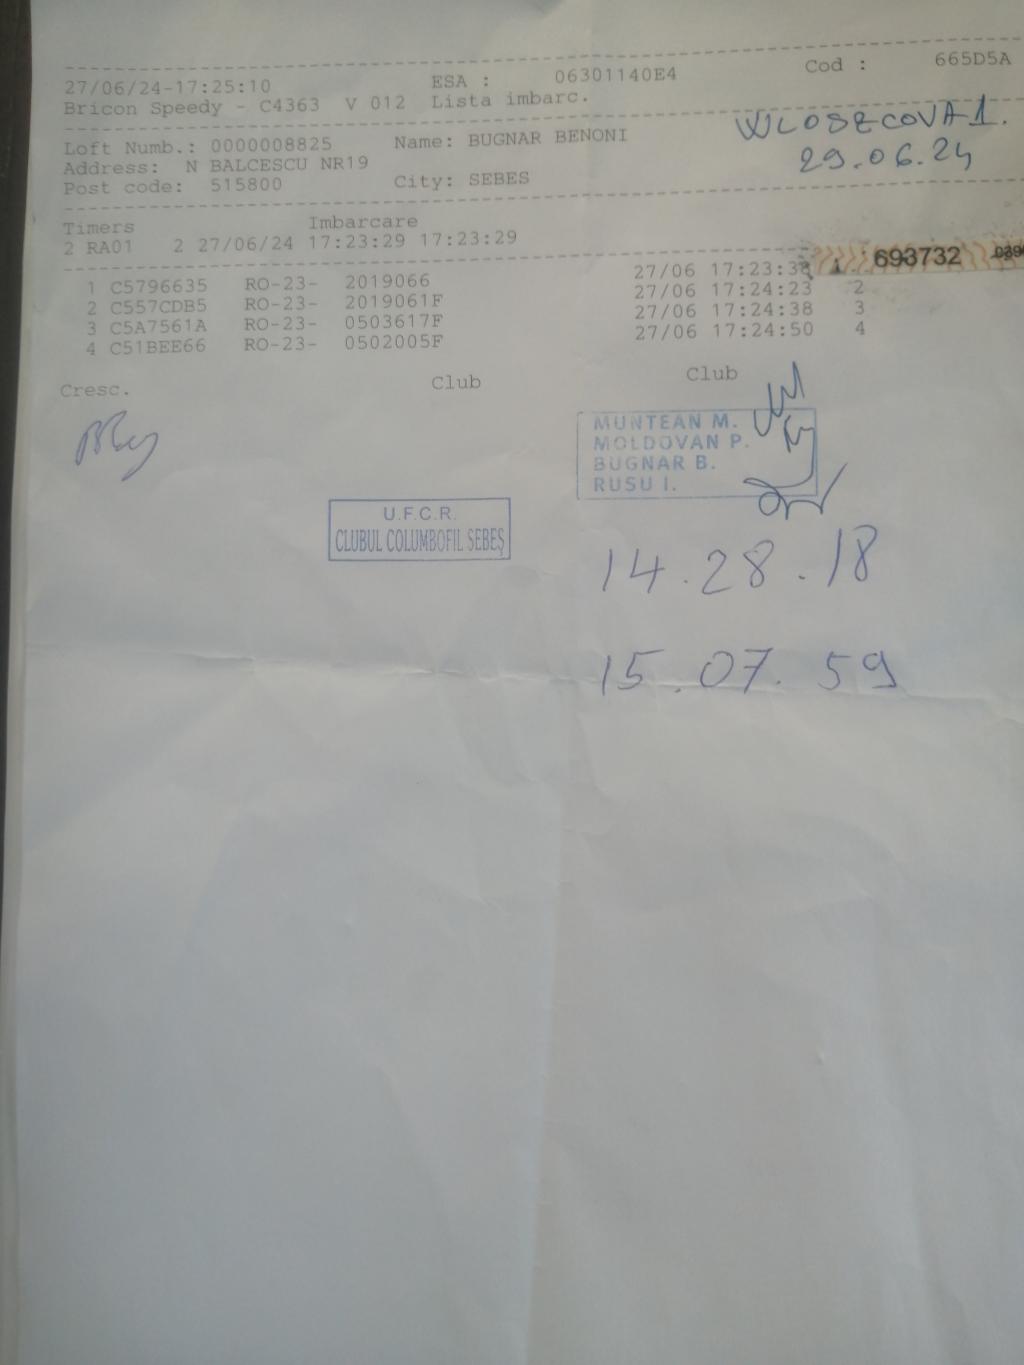 27/06/24-17:25:10 ESA : 06301140E4 Cod : 665D5A
Bricon Speedy - C4363 V 012 Lista imbarc.
WLOSZCOVA 1.
29.06.24
Loft Numb.: 0000008825 Name: BUGNAR BENONI
Address: N BALCESCU NR19
Post code: 515800 City: SEBES
Timers Imbarcare
2 RA01 2 27/06/24 17:23:29 17:23:29
693732
1 C5796635 RO-23- 2019066 27/06 17:23:38
2 C557CDB5 RO-23- 2019061F 27/06 17:24:23 2
3 C5A7561A RO-23- 0503617F 27/06 17:24:38 3
4 C51BEE66 RO-23- 0502005F 27/06 17:24:50 4
Cresc. Club Club
MUNTEAN M.
MOLDOVAN P.
BUGNAR B.
RUSU I.
U.F.C.R.
CLUBUL COLUMBOFIL SEBEȘ
14.28.18
15.07.59